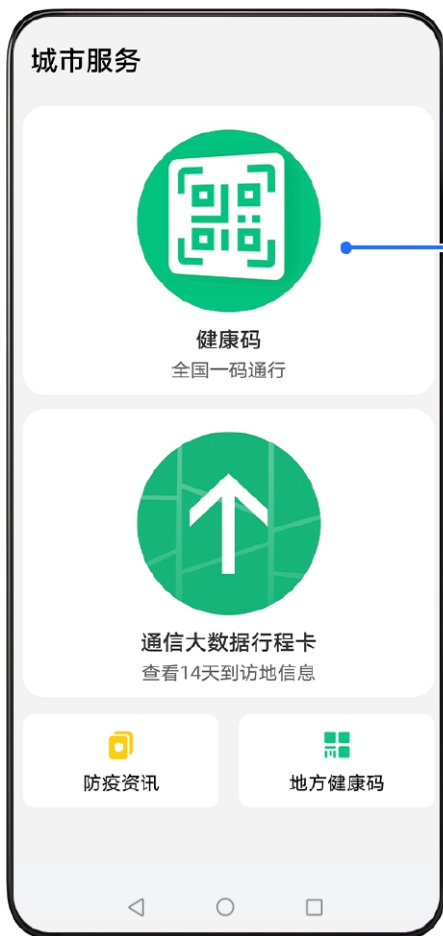 城市服务
健康码
全国一码通行
通信大数据行程卡
查看14天到访地信息
防疫资讯
地方健康码